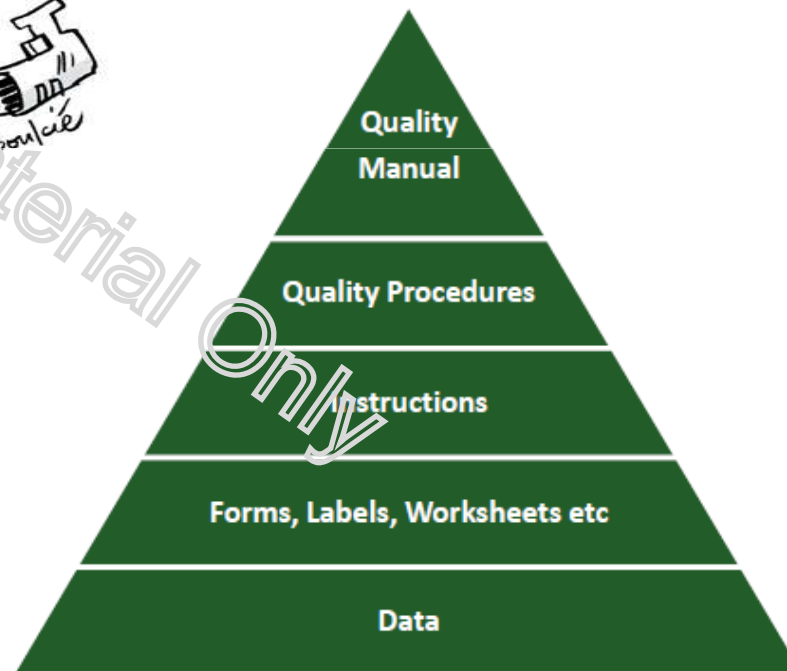 Quality
Manual
Quality Procedures
Instructions
Forms, Labels, Worksheets etc
Data
terial Only